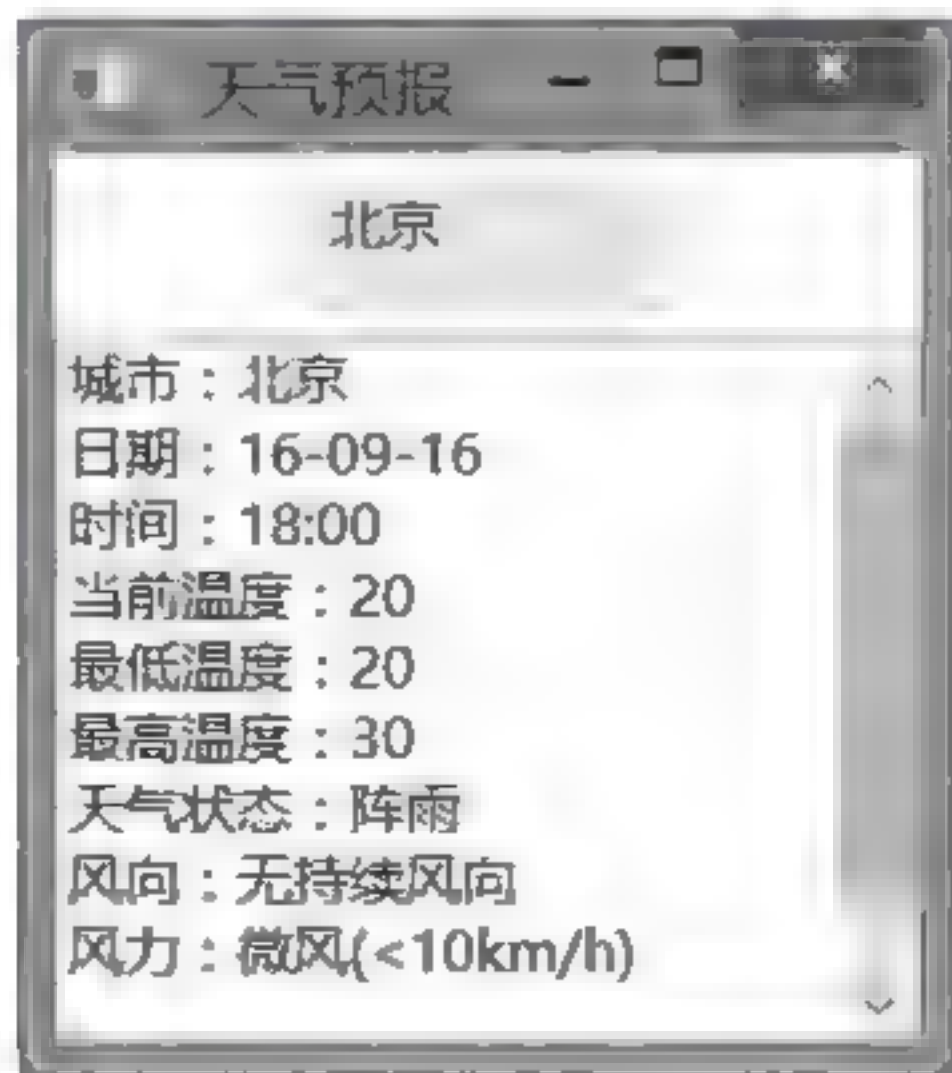 天气预报
北京
城市：北京
日期：16-09-16
时间：18:00
当前温度：20
最低温度：20
最高温度：30
天气状态：阵雨
风向：无持续风向
风力：微风(<10km/h)